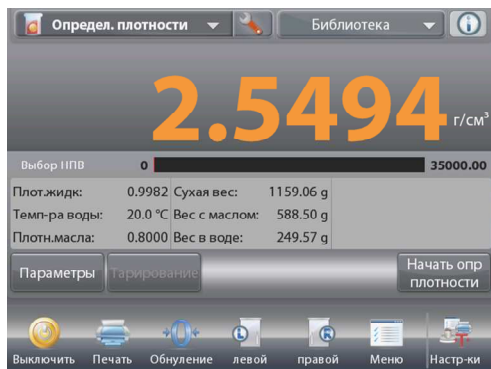 Определ. плотности
Библиотека
2.5494 г/см³
Выбор НПВ 0 35000.00
Плот.жидк: 0.9982 Сухая вес: 1159.06 g
Темп-ра воды: 20.0 °C Вес с маслом: 588.50 g
Плотн.масла: 0.8000 Вес в воде: 249.57 g
Параметры
Тарирование
Начать опр
плотности
Выключить Печать Обнуление левой правой Меню Настр-ки